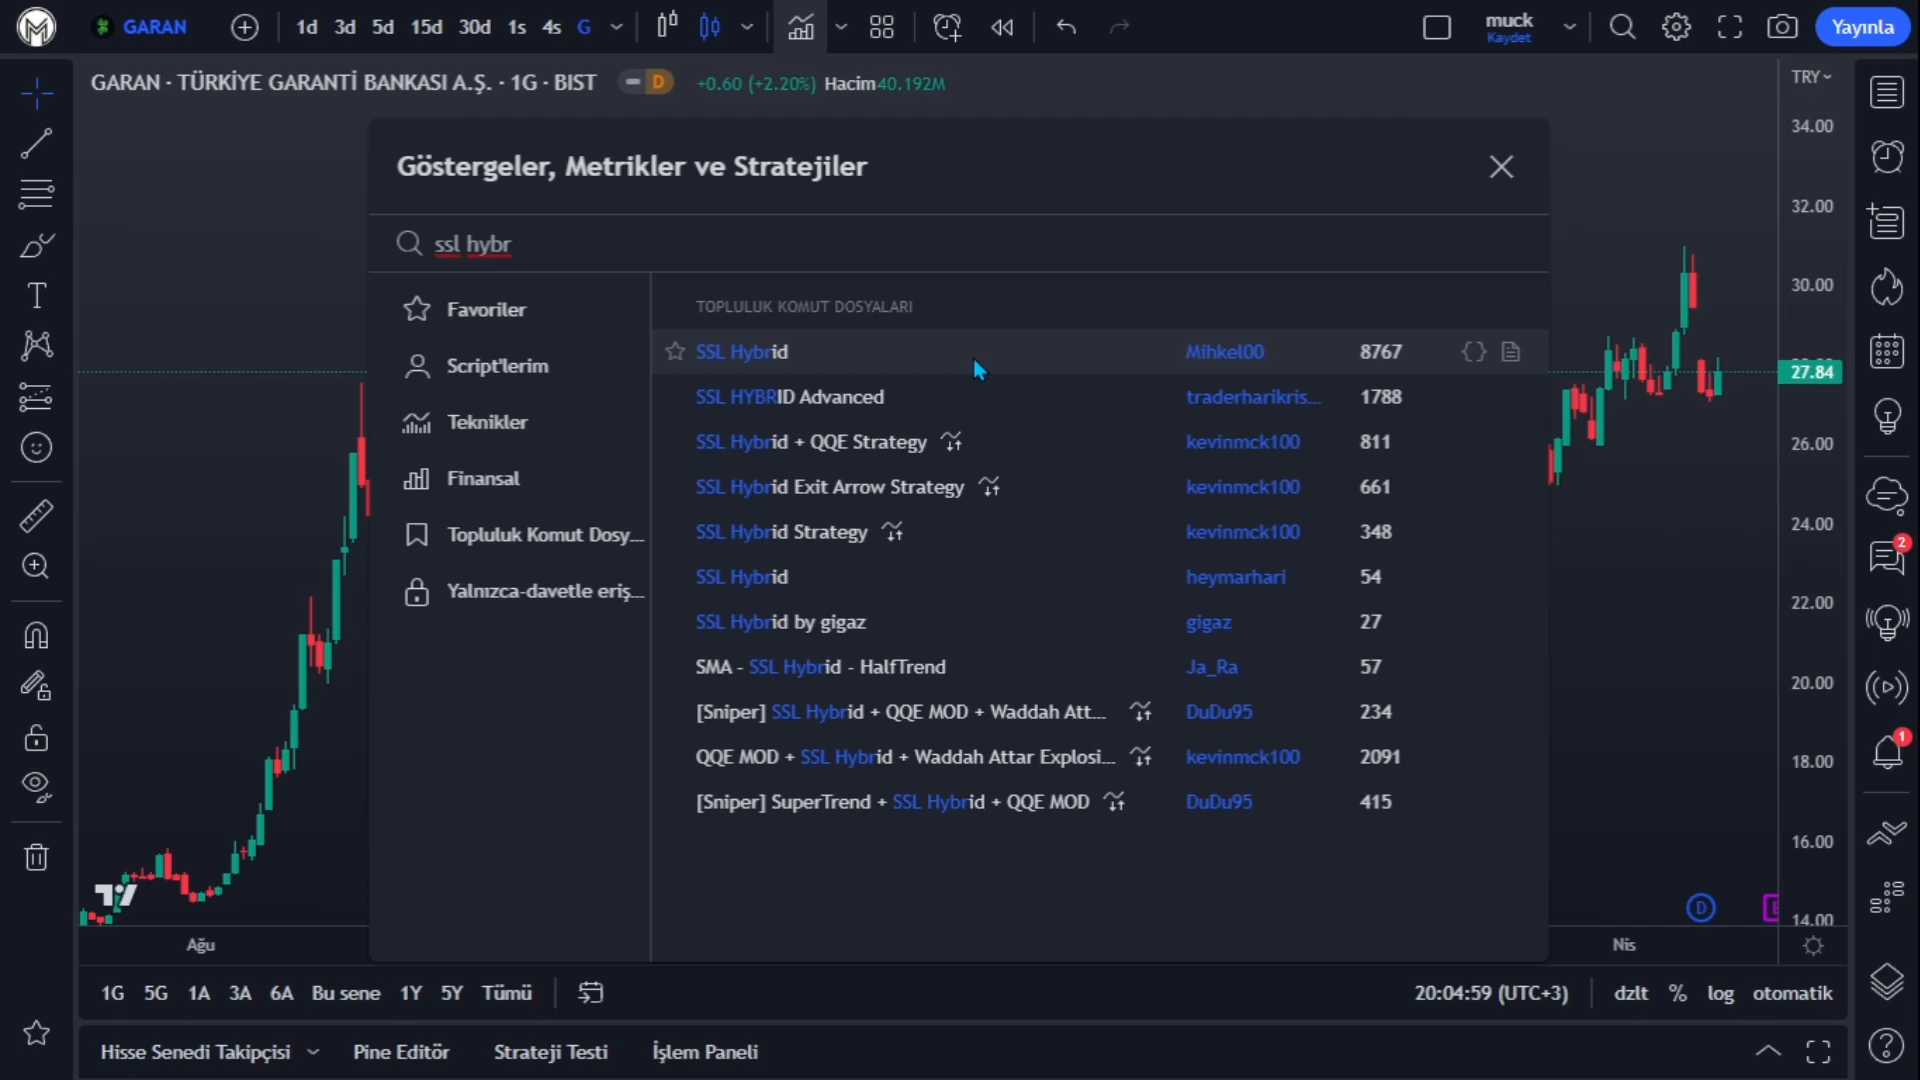 GARAN 1d 3d 5d 15d 30d 1s 4s G muck Yayınla
Kaydet
GARAN · TÜRKİYE GARANTİ BANKASI A.Ş. · 1G · BIST D +0.60 (+2.20%) Hacim 40.192M TRY
34.00
Göstergeler, Metrikler ve Stratejiler
32.00
ssl hybr
30.00
Favoriler
Script'lerim
Teknikler
Finansal
Topluluk Komut Dosy...
Yalnızca-davetle eriş...
TOPLULUK KOMUT DOSYALARI
SSL Hybrid Mihkel00 8767
SSL HYBRID Advanced traderharikris... 1788
SSL Hybrid + QQE Strategy kevinmck100 811
SSL Hybrid Exit Arrow Strategy kevinmck100 661
SSL Hybrid Strategy kevinmck100 348
SSL Hybrid heymarhari 54
SSL Hybrid by gigaz gigaz 27
SMA - SSL Hybrid - HalfTrend Ja_Ra 57
[Sniper] SSL Hybrid + QQE MOD + Waddah Att... DuDu95 234
QQE MOD + SSL Hybrid + Waddah Attar Explosi... kevinmck100 2091
[Sniper] SuperTrend + SSL Hybrid + QQE MOD DuDu95 415
27.84
26.00
24.00
22.00
20.00
18.00
16.00
14.00
2
1
D
Ağu Nis
1G 5G 1A 3A 6A Bu sene 1Y 5Y Tümü 20:04:59 (UTC+3) dzlt % log otomatik
Hisse Senedi Takipçisi Pine Editör Strateji Testi İşlem Paneli